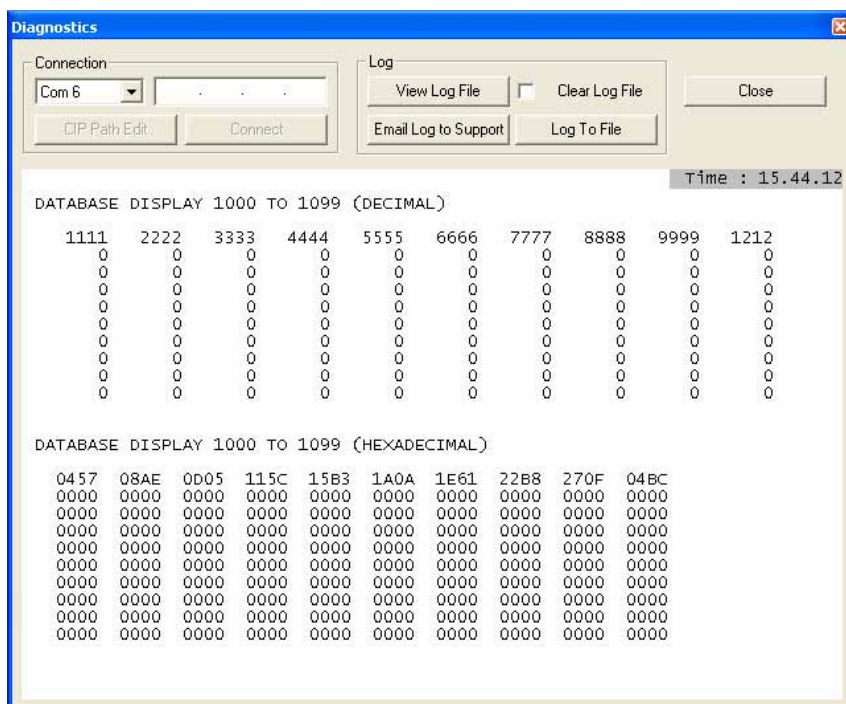 Diagnostics
Connection
Log
Com 6
. . .
View Log File
Clear Log File
Close
CIP Path Edit
Connect
Email Log to Support
Log To File
Time : 15.44.12
DATABASE DISPLAY 1000 TO 1099 (DECIMAL)
1111 2222 3333 4444 5555 6666 7777 8888 9999 1212
0 0 0 0 0 0 0 0 0 0
0 0 0 0 0 0 0 0 0 0
0 0 0 0 0 0 0 0 0 0
0 0 0 0 0 0 0 0 0 0
0 0 0 0 0 0 0 0 0 0
0 0 0 0 0 0 0 0 0 0
0 0 0 0 0 0 0 0 0 0
0 0 0 0 0 0 0 0 0 0
0 0 0 0 0 0 0 0 0 0
DATABASE DISPLAY 1000 TO 1099 (HEXADECIMAL)
0457 08AE 0D05 115C 15B3 1A0A 1E61 22B8 270F 04BC
0000 0000 0000 0000 0000 0000 0000 0000 0000 0000
0000 0000 0000 0000 0000 0000 0000 0000 0000 0000
0000 0000 0000 0000 0000 0000 0000 0000 0000 0000
0000 0000 0000 0000 0000 0000 0000 0000 0000 0000
0000 0000 0000 0000 0000 0000 0000 0000 0000 0000
0000 0000 0000 0000 0000 0000 0000 0000 0000 0000
0000 0000 0000 0000 0000 0000 0000 0000 0000 0000
0000 0000 0000 0000 0000 0000 0000 0000 0000 0000
0000 0000 0000 0000 0000 0000 0000 0000 0000 0000